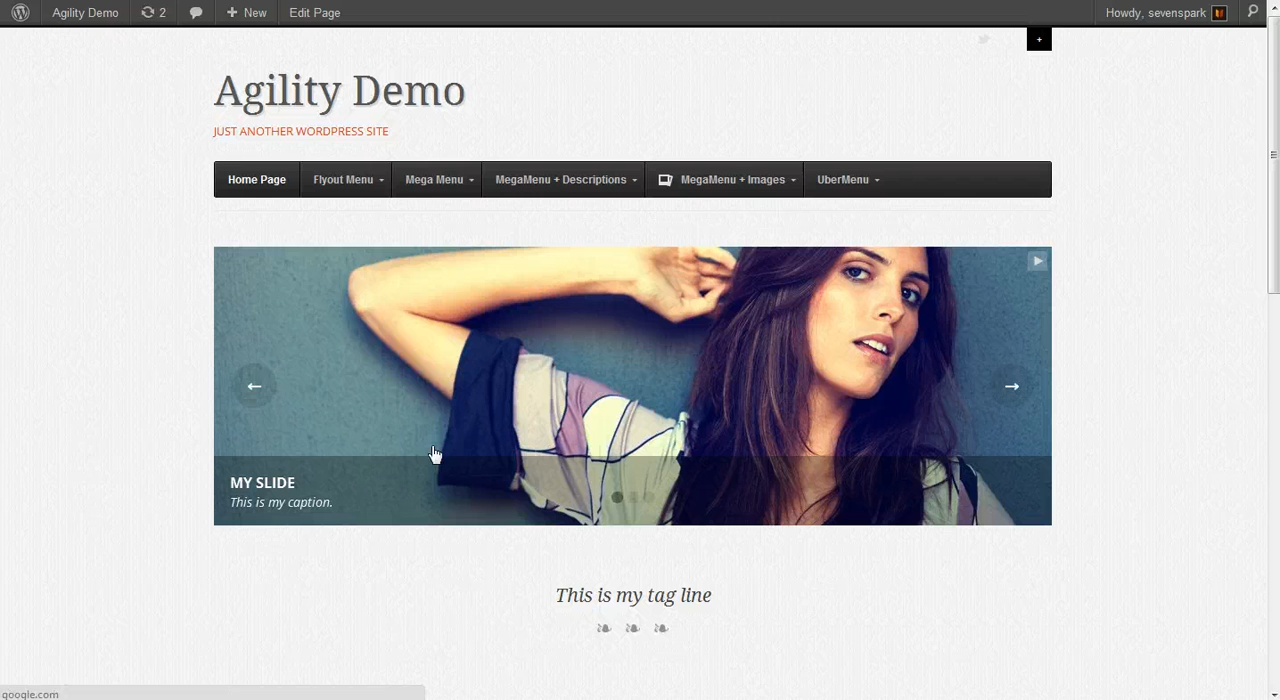 Agility Demo 2 + New Edit Page Howdy, sevenspark
+
Agility Demo
JUST ANOTHER WORDPRESS SITE
Home Page Flyout Menu Mega Menu MegaMenu + Descriptions MegaMenu + Images UberMenu
MY SLIDE
This is my caption.
This is my tag line
google.com